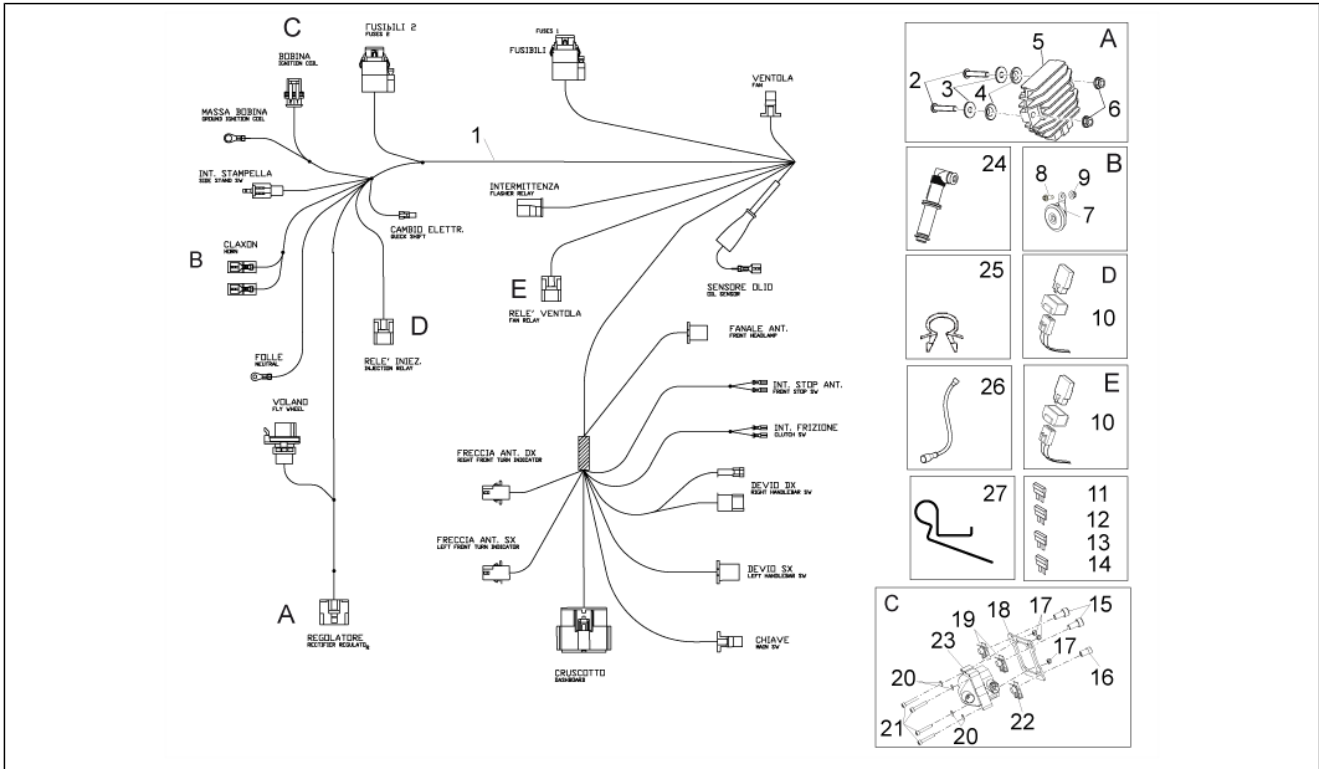 C
FUSIBILI 2
FUSES 2
BOBINA
IGNITION COIL
MASSA BOBINA
GROUND IGNITION COIL
INT. STAMPELLA
SIDE STAND SW
B
CLAXON
HORN
CAMBIO ELETTR.
QUICK SHIFT
D
RELE' INIEZ.
INJECTION RELAY
FOLLE
NEUTRAL
VOLANO
FLY WHEEL
A
REGOLATORE
RECTIFIER REGULATOR
FUSES 1
FUSIBILI
VENTOLA
FAN
1
INTERMITTENZA
FLASHER RELAY
E
RELE' VENTOLA
FAN RELAY
SENSORE OLIO
OIL SENSOR
FANALE ANT.
FRONT HEADLAMP
INT. STOP ANT.
FRONT STOP SW
INT. FRIZIONE
CLUTCH SW
FRECCIA ANT. DX
RIGHT FRONT TURN INDICATOR
DEVIO DX
RIGHT HANDLEBAR SW
FRECCIA ANT. SX
LEFT FRONT TURN INDICATOR
DEVIO SX
LEFT HANDLEBAR SW
CHIAVE
MAIN SW
CRUSCOTTO
DASHBOARD
5 A
2 3 4 6
24
B
8 9
7
25
D
10
26
E
10
27
11
12
13
14
C
18 17 15
19
23 17
20 16
21 20 22